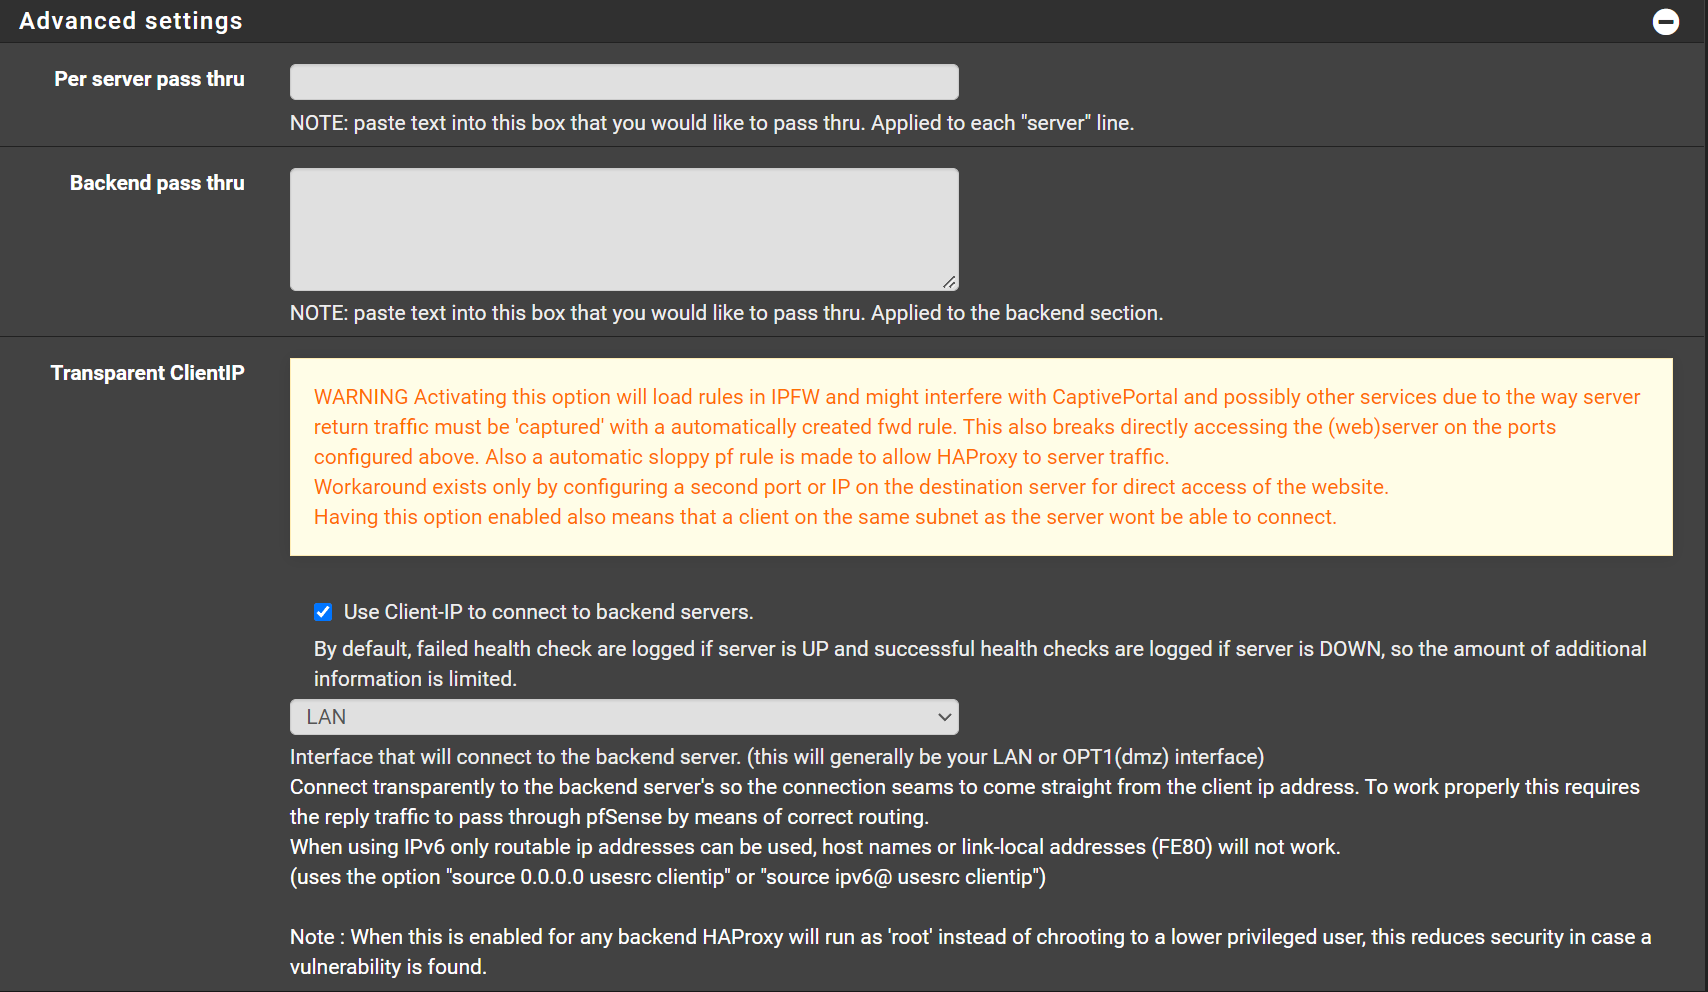 Advanced settings
Per server pass thru
NOTE: paste text into this box that you would like to pass thru. Applied to each "server" line.
Backend pass thru
NOTE: paste text into this box that you would like to pass thru. Applied to the backend section.
Transparent ClientIP
WARNING Activating this option will load rules in IPFW and might interfere with CaptivePortal and possibly other services due to the way server
return traffic must be 'captured' with a automatically created fwd rule. This also breaks directly accessing the (web)server on the ports
configured above. Also a automatic sloppy pf rule is made to allow HAProxy to server traffic.
Workaround exists only by configuring a second port or IP on the destination server for direct access of the website.
Having this option enabled also means that a client on the same subnet as the server wont be able to connect.
Use Client-IP to connect to backend servers.
By default, failed health check are logged if server is UP and successful health checks are logged if server is DOWN, so the amount of additional
information is limited.
LAN
Interface that will connect to the backend server. (this will generally be your LAN or OPT1(dmz) interface)
Connect transparently to the backend server's so the connection seams to come straight from the client ip address. To work properly this requires
the reply traffic to pass through pfSense by means of correct routing.
When using IPv6 only routable ip addresses can be used, host names or link-local addresses (FE80) will not work.
(uses the option "source 0.0.0.0 usesrc clientip" or "source ipv6@ usesrc clientip")
Note : When this is enabled for any backend HAProxy will run as 'root' instead of chrooting to a lower privileged user, this reduces security in case a
vulnerability is found.